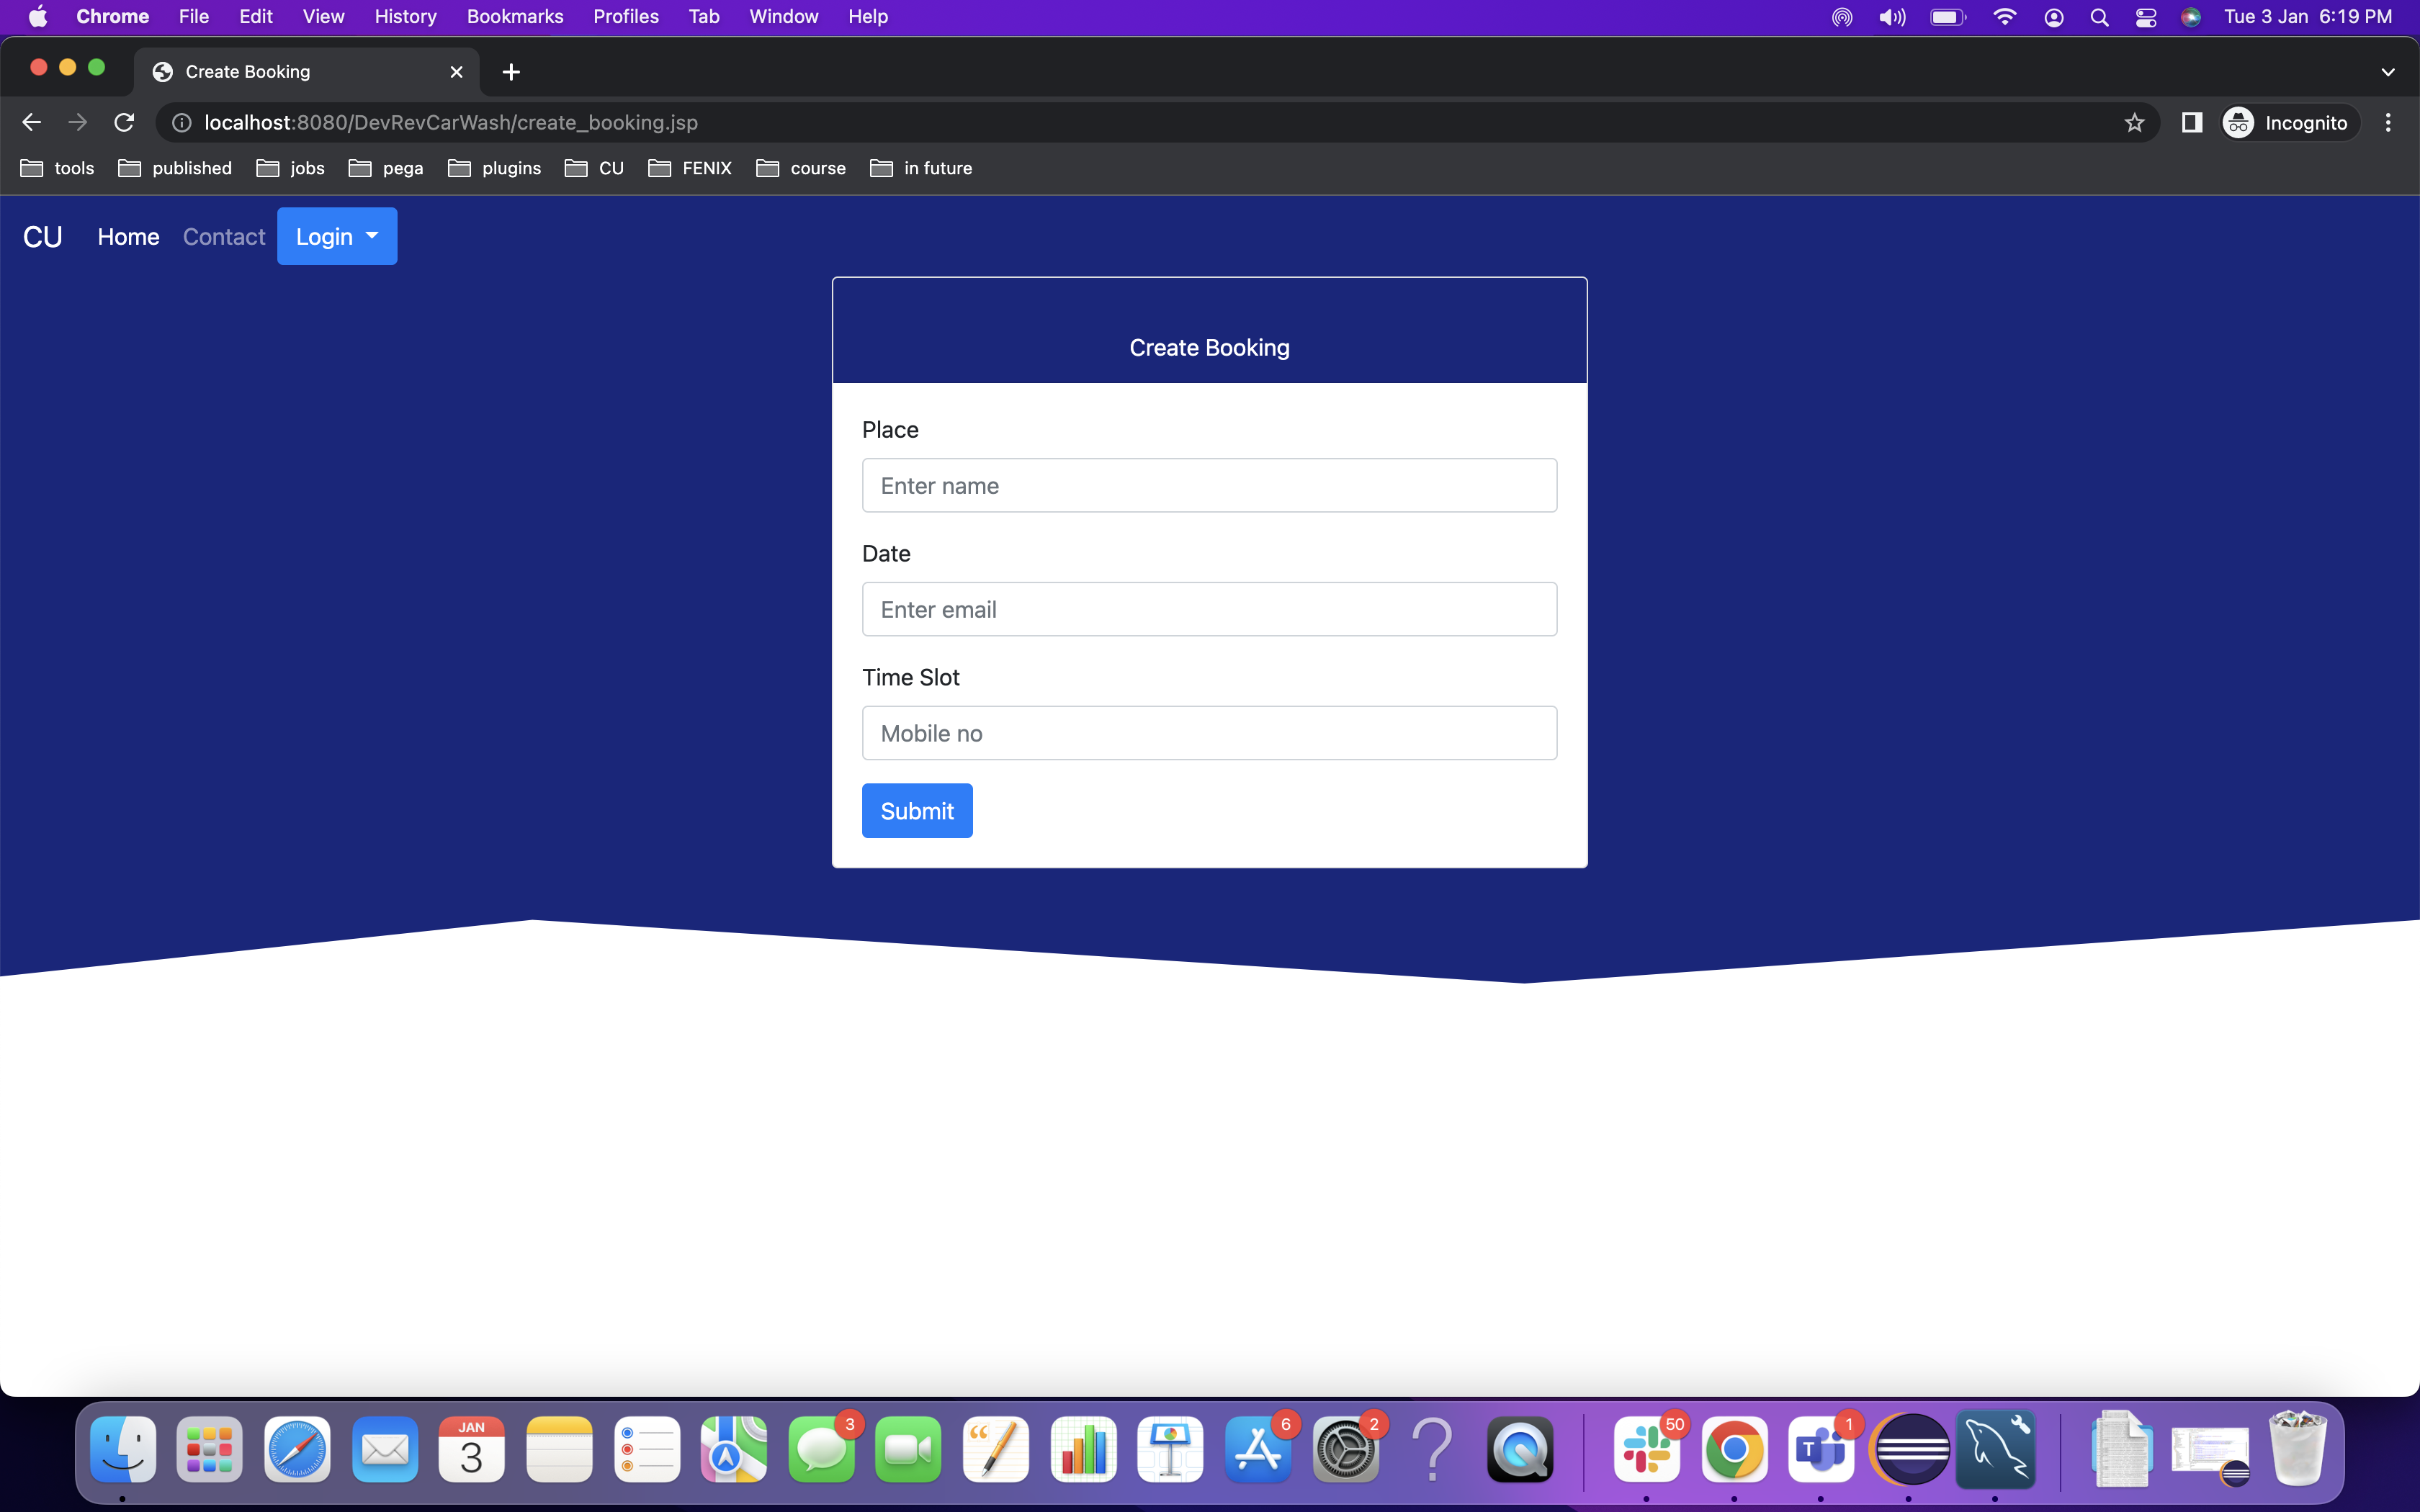 Chrome File Edit View History Bookmarks Profiles Tab Window Help Tue 3 Jan 6:19 PM
Create Booking
localhost:8080/DevRevCarWash/create_booking.jsp Incognito
tools published jobs pega plugins CU FENIX course in future
CU Home Contact Login
Create Booking
Place
Enter name
Date
Enter email
Time Slot
Mobile no
Submit
JAN 3 6 2 50 1
3